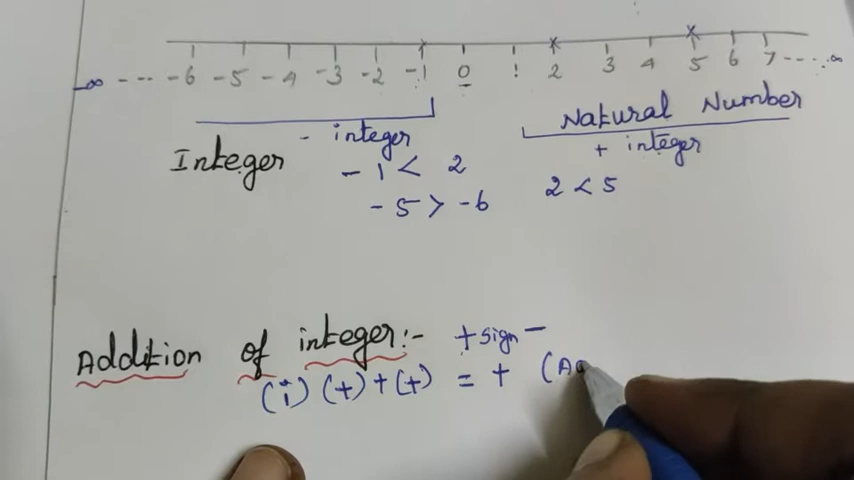 -∞ ---- -6 -5 -4 -3 -2 -1 0 1 2 3 4 5 6 7 ----..∞
Natural Number
- integer
+ integer
Integer
-1 < 2
2 < 5
-5 > -6
Addition of integer:- + sign -
(i) (+) + (+) = + (Ad